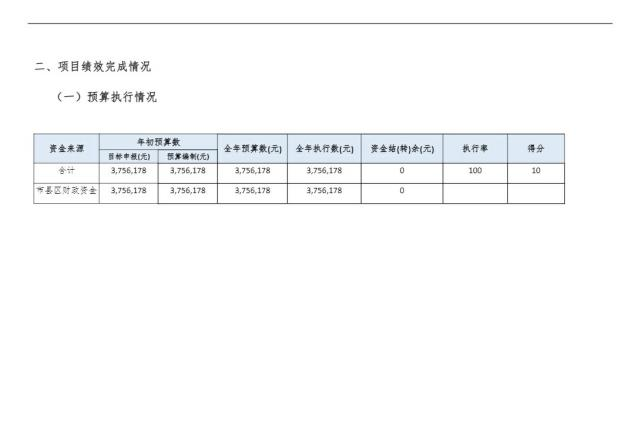 二、项目绩效完成情况
（一）预算执行情况
资金来源 年初预算数 全年预算数(元) 全年执行数(元) 资金结(转)余(元) 执行率 得分
目标申报(元) 预算编制(元)
合计 3,756,178 3,756,178 3,756,178 3,756,178 0 100 10
市县区财政资金 3,756,178 3,756,178 3,756,178 3,756,178 0